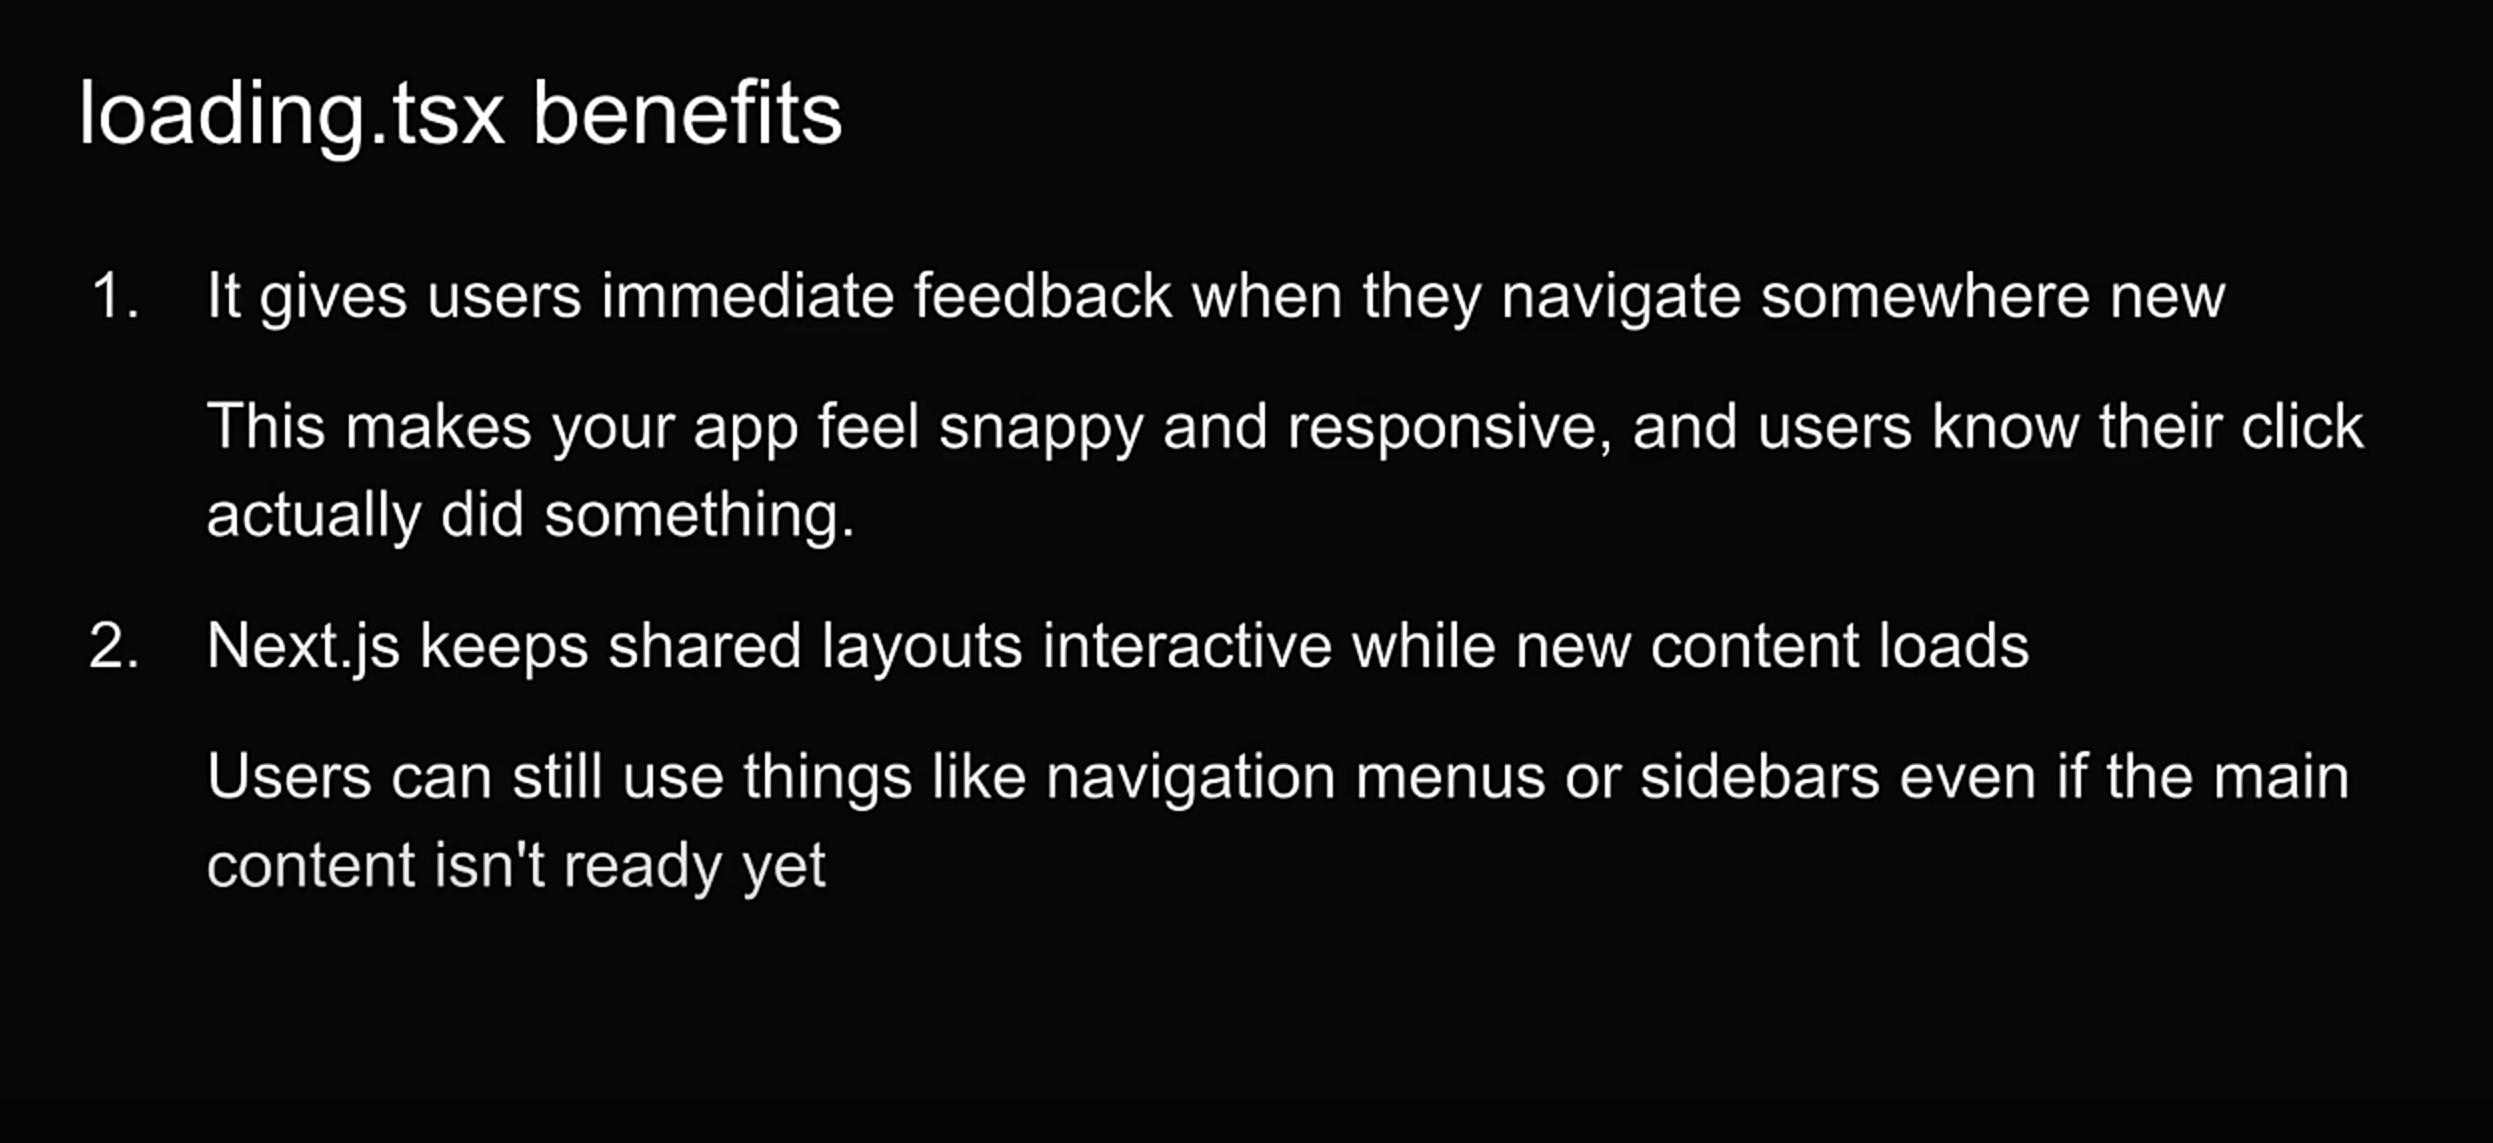 loading.tsx benefits
1. It gives users immediate feedback when they navigate somewhere new
This makes your app feel snappy and responsive, and users know their click
actually did something.
2. Next.js keeps shared layouts interactive while new content loads
Users can still use things like navigation menus or sidebars even if the main
content isn't ready yet